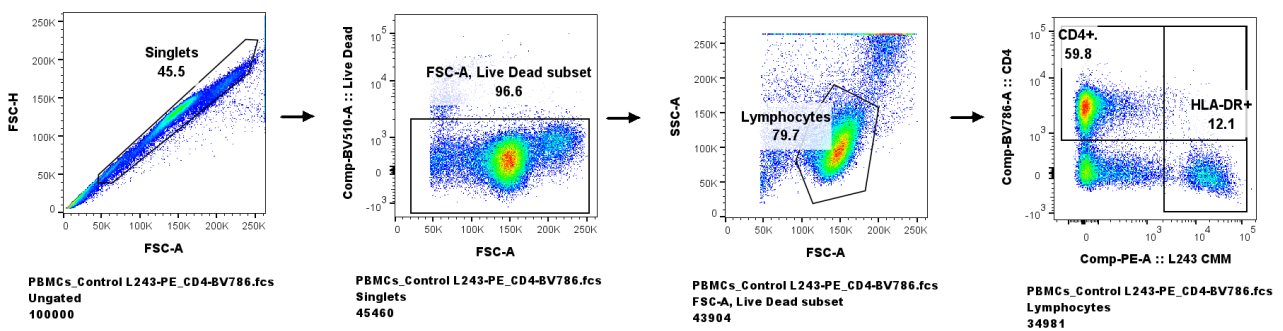 250K
200K
150K
100K
50K
0
FSC-H
Singlets
45.5
0 50K 100K 150K 200K 250K
FSC-A
PBMCs_Control L243-PE_CD4-BV786.fcs
Ungated
100000
10^5
10^4
10^3
0
-10^3
Comp-BV510-A :: Live Dead
FSC-A, Live Dead subset
96.6
0 50K 100K 150K 200K 250K
FSC-A
PBMCs_Control L243-PE_CD4-BV786.fcs
Singlets
45460
250K
200K
150K
100K
50K
0
SSC-A
Lymphocytes
79.7
0 50K 100K 150K 200K 250K
FSC-A
PBMCs_Control L243-PE_CD4-BV786.fcs
FSC-A, Live Dead subset
43904
10^5
10^4
10^3
0
-10^3
Comp-BV786-A :: CD4
CD4+.
59.8
HLA-DR+
12.1
0 10^3 10^4 10^5
Comp-PE-A :: L243 CMM
PBMCs_Control L243-PE_CD4-BV786.fcs
Lymphocytes
34981